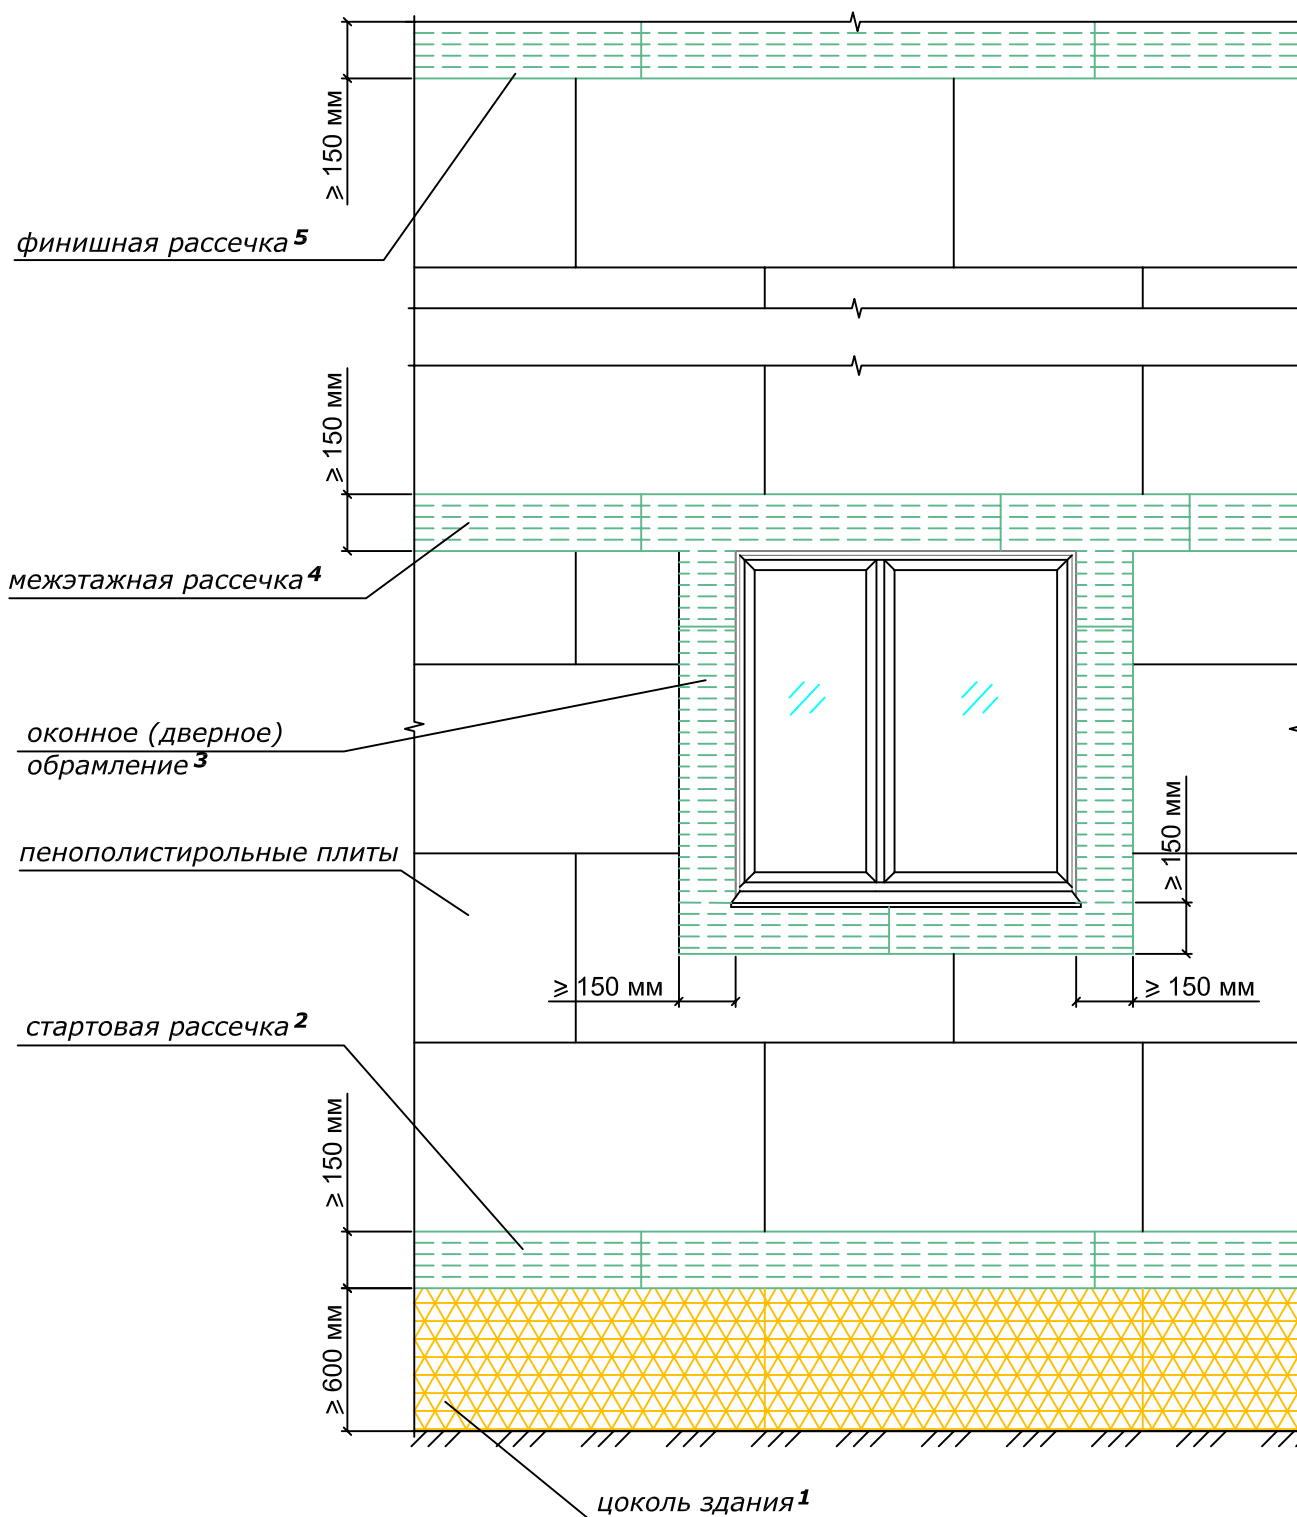 ≥ 150 мм
финишная рассечка 5
≥ 150 мм
межэтажная рассечка 4
оконное (дверное)
обрамление 3
≥ 150 мм
пенополистирольные плиты
≥ 150 мм
≥ 150 мм
стартовая рассечка 2
≥ 150 мм
≥ 600 мм
цоколь здания 1